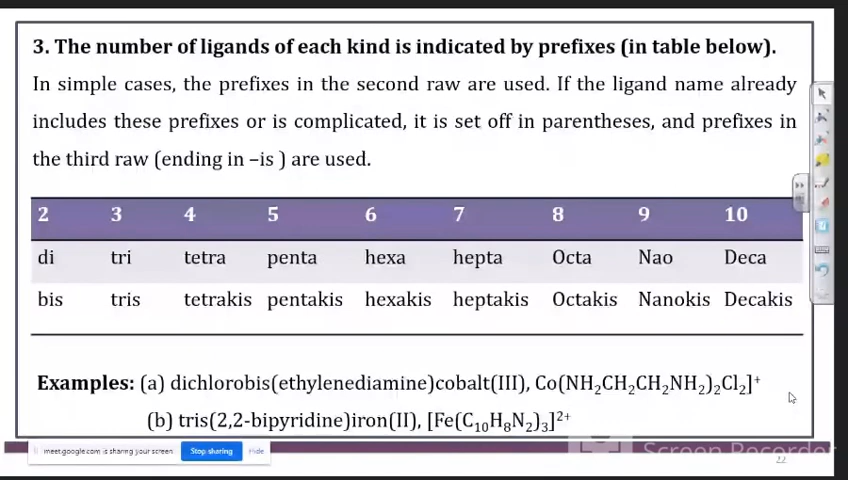 3. The number of ligands of each kind is indicated by prefixes (in table below).
In simple cases, the prefixes in the second raw are used. If the ligand name already
includes these prefixes or is complicated, it is set off in parentheses, and prefixes in
the third raw (ending in –is ) are used.
2 3 4 5 6 7 8 9 10
di tri tetra penta hexa hepta Octa Nao Deca
bis tris tetrakis pentakis hexakis heptakis Octakis Nanokis Decakis
Examples: (a) dichlorobis(ethylenediamine)cobalt(III), Co(NH₂CH₂CH₂NH₂)₂Cl₂]⁺
(b) tris(2,2-bipyridine)iron(II), [Fe(C₁₀H₈N₂)₃]²⁺
Screen Recorder
meet.google.com is sharing your screen. Stop sharing Hide
22